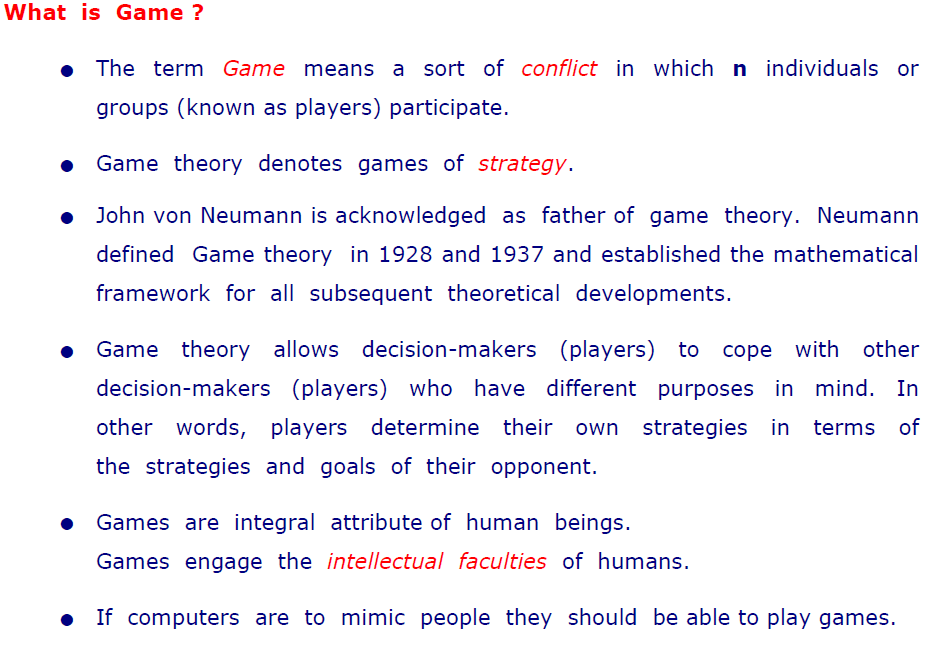 What is Game ?
● The term Game means a sort of conflict in which n individuals or
groups (known as players) participate.
● Game theory denotes games of strategy.
● John von Neumann is acknowledged as father of game theory. Neumann
defined Game theory in 1928 and 1937 and established the mathematical
framework for all subsequent theoretical developments.
● Game theory allows decision-makers (players) to cope with other
decision-makers (players) who have different purposes in mind. In
other words, players determine their own strategies in terms of
the strategies and goals of their opponent.
● Games are integral attribute of human beings.
Games engage the intellectual faculties of humans.
● If computers are to mimic people they should be able to play games.